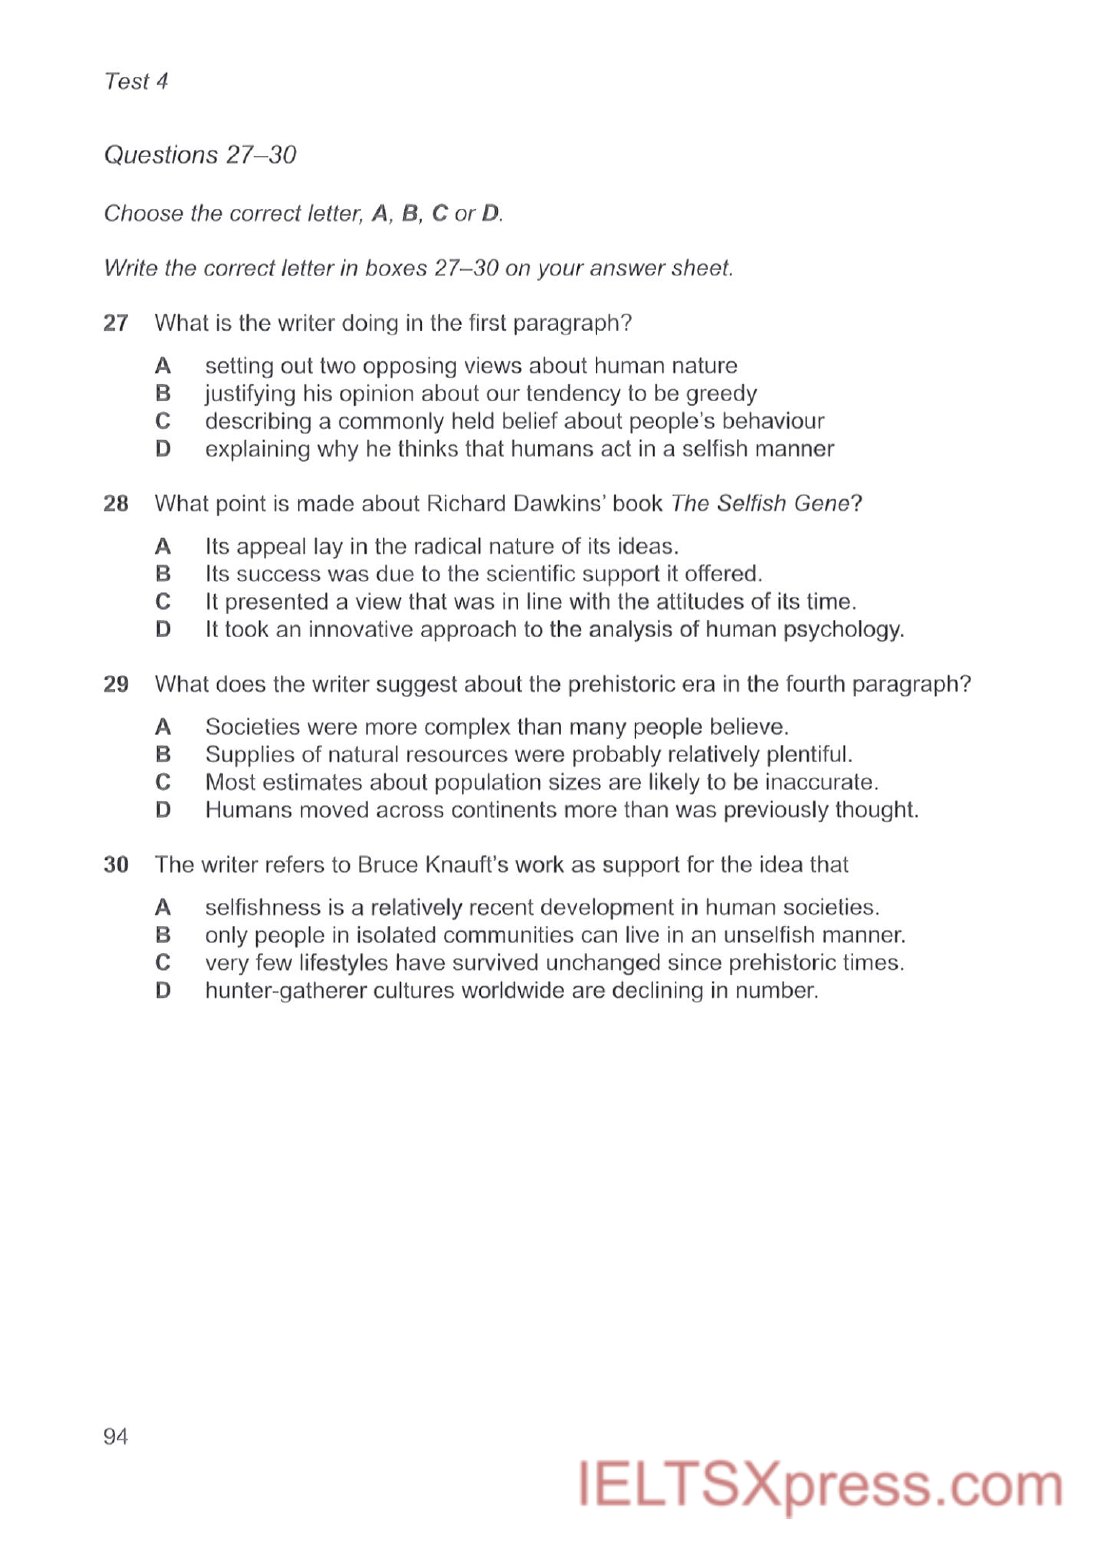 Test 4
Questions 27–30
Choose the correct letter, A, B, C or D.
Write the correct letter in boxes 27–30 on your answer sheet.
27 What is the writer doing in the first paragraph?
A setting out two opposing views about human nature
B justifying his opinion about our tendency to be greedy
C describing a commonly held belief about people's behaviour
D explaining why he thinks that humans act in a selfish manner
28 What point is made about Richard Dawkins' book The Selfish Gene?
A Its appeal lay in the radical nature of its ideas.
B Its success was due to the scientific support it offered.
C It presented a view that was in line with the attitudes of its time.
D It took an innovative approach to the analysis of human psychology.
29 What does the writer suggest about the prehistoric era in the fourth paragraph?
A Societies were more complex than many people believe.
B Supplies of natural resources were probably relatively plentiful.
C Most estimates about population sizes are likely to be inaccurate.
D Humans moved across continents more than was previously thought.
30 The writer refers to Bruce Knauft's work as support for the idea that
A selfishness is a relatively recent development in human societies.
B only people in isolated communities can live in an unselfish manner.
C very few lifestyles have survived unchanged since prehistoric times.
D hunter-gatherer cultures worldwide are declining in number.
94
IELTSXpress.com